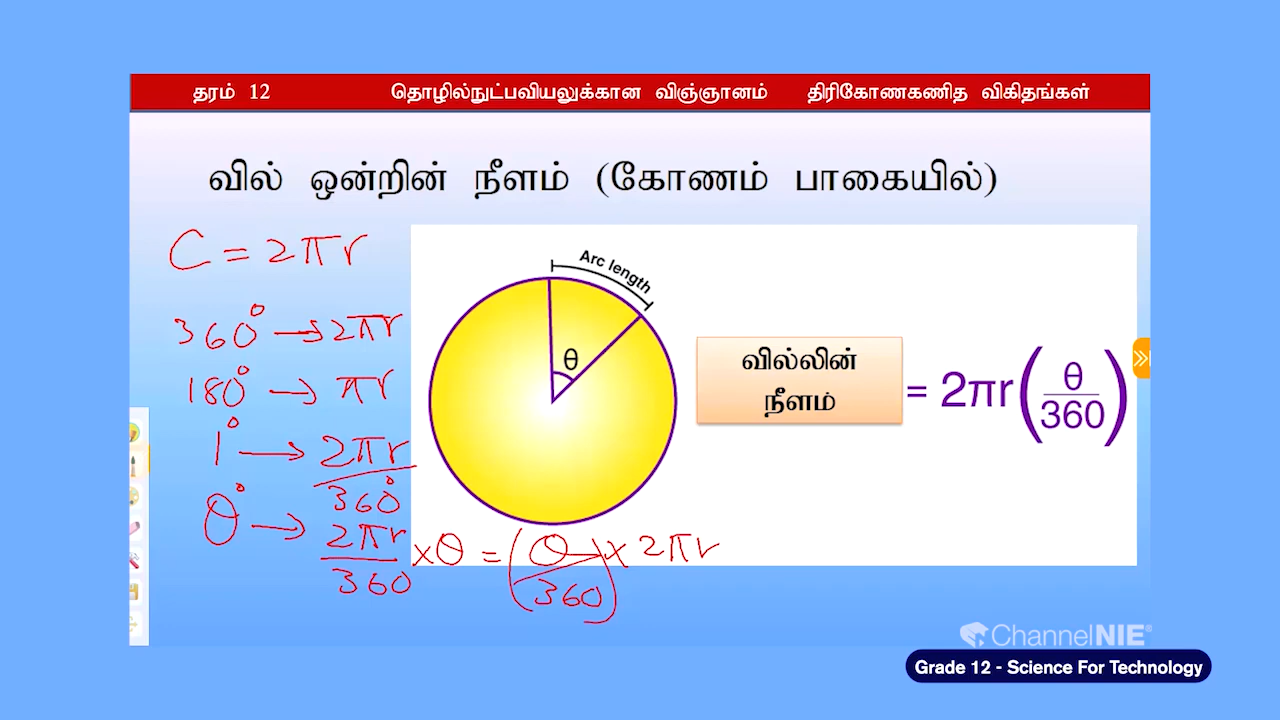 தரம் 12 தொழில்நுட்பவியலுக்கான விஞ்ஞானம் திரிகோணகணித விகிதங்கள்
வில் ஒன்றின் நீளம் (கோணம் பாகையில்)
C = 2πr
360° → 2πr
180° → πr
1° → 2πr/360°
θ° → 2πr/360 × θ = (θ/360) × 2πr
Arc length
θ
வில்லின்
நீளம்
= 2πr(θ/360)
ChannelNIE®
Grade 12 - Science For Technology